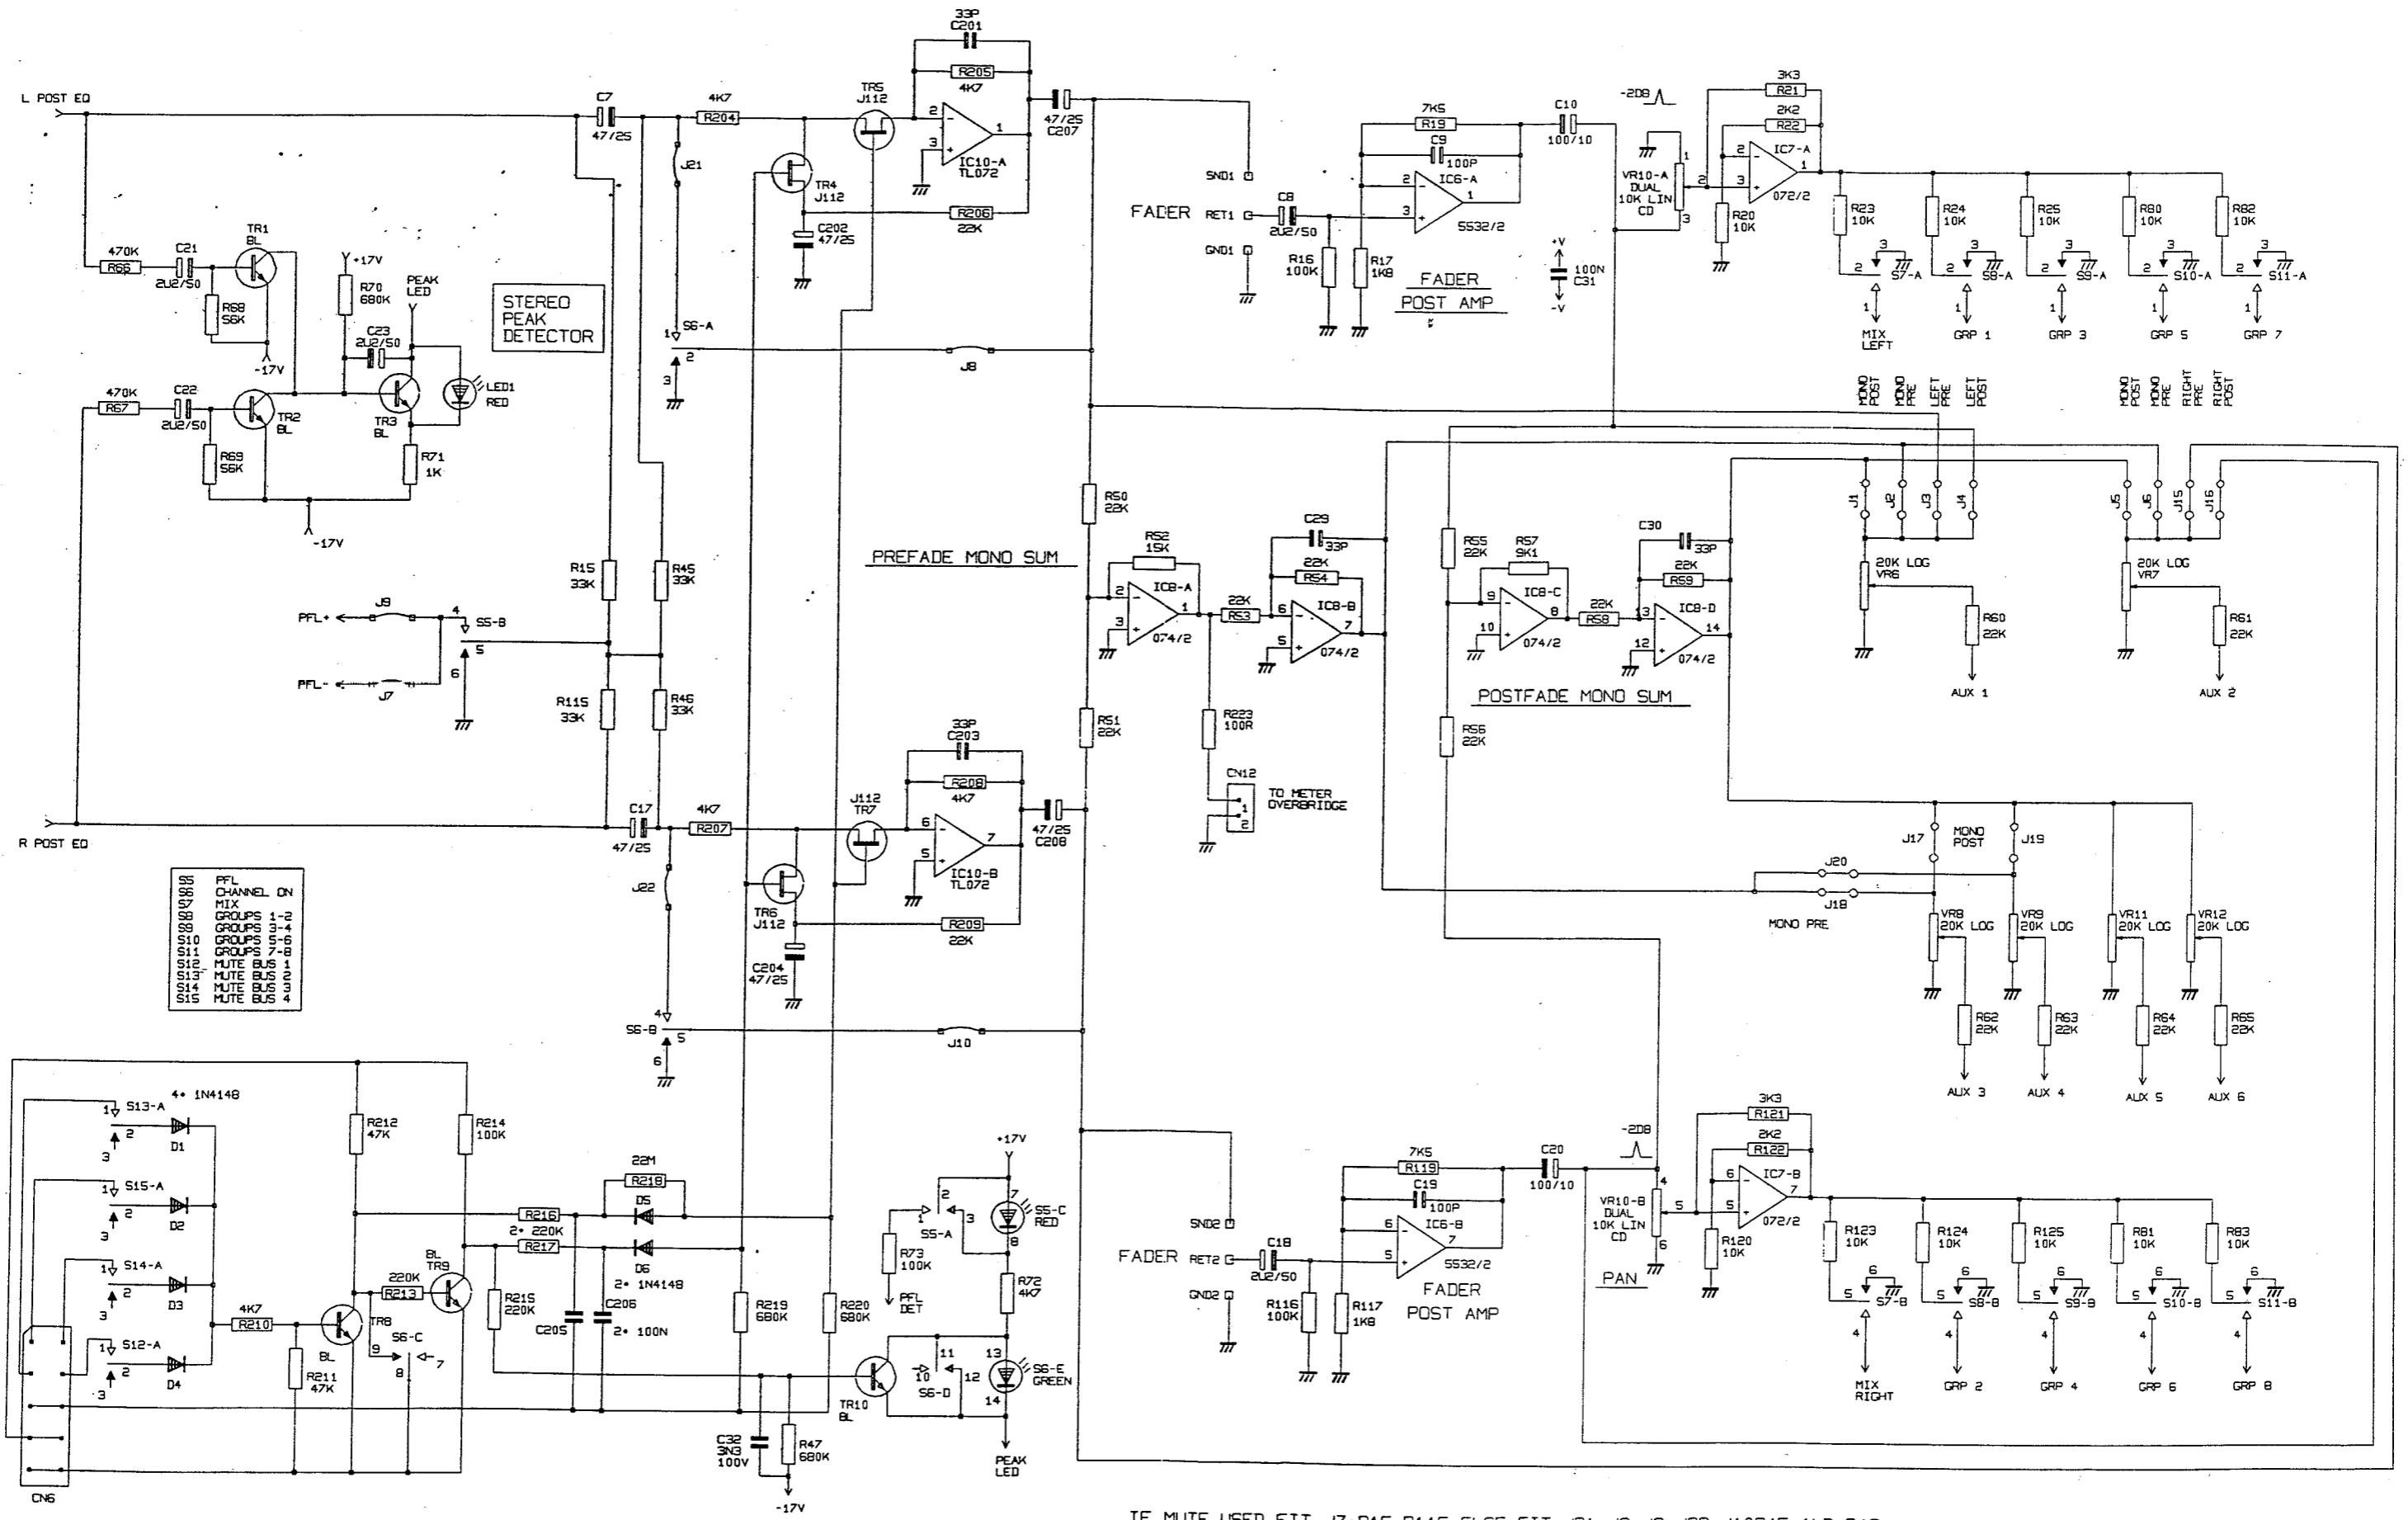 33P
C201
R205
4K7
L POST EQ
C7
47/25
4K7
R204
TR5
J112
IC10-A
TL072
47/25
C207
J21
TR4
J112
R206
22K
C202
47/25
470K
R66
C21
2U2/50
TR1
BL
R68
56K
-17V
+17V
R70
680K
PEAK
LED
C23
2U2/50
LED1
RED
STEREO
PEAK
DETECTOR
470K
R67
C22
2U2/50
TR2
BL
TR3
BL
R69
56K
R71
1K
-17V
S6-A
J8
SND1
FADER
RET1
GND1
C8
2U2/50
R16
100K
R17
1K8
7K5
R19
C9
100P
IC6-A
5532/2
FADER
POST AMP
C10
100/10
+V
100N
C31
-V
-2DB
VR10-A
DUAL
10K LIN
CD
3K3
R21
2K2
R22
IC7-A
072/2
R20
10K
R23
10K
R24
10K
R25
10K
R80
10K
R82
10K
S7-A
S8-A
S9-A
S10-A
S11-A
MIX
LEFT
GRP 1
GRP 3
GRP 5
GRP 7
MONO
POST
MONO
PRE
LEFT
PRE
LEFT
POST
MONO
POST
MONO
PRE
RIGHT
PRE
RIGHT
POST
J1
J2
J3
J4
J5
J6
J15
J16
20K LOG
VR6
20K LOG
VR7
R60
22K
R61
22K
AUX 1
AUX 2
PREFADE MONO SUM
R50
22K
R52
15K
IC8-A
074/2
C29
33P
22K
R54
22K
R53
IC8-B
074/2
R51
22K
R223
100R
CN12
1
2
TO METER
OVERBRIDGE
R55
22K
R57
9K1
IC8-C
074/2
C30
33P
22K
R59
22K
R58
IC8-D
074/2
POSTFADE MONO SUM
R56
22K
R15
33K
R45
33K
R115
33K
R46
33K
PFL+
J9
S5-B
PFL-
J7
R POST EQ
C17
47/25
4K7
R207
J112
TR7
33P
C203
R208
4K7
IC10-B
TL072
47/25
C208
J22
TR6
J112
R209
22K
C204
47/25
S6-B
J10
S5 PFL
S6 CHANNEL ON
S7 MIX
S8 GROUPS 1-2
S9 GROUPS 3-4
S10 GROUPS 5-6
S11 GROUPS 7-8
S12 MUTE BUS 1
S13 MUTE BUS 2
S14 MUTE BUS 3
S15 MUTE BUS 4
J17
MONO
POST
J19
J20
J18
MONO PRE
VR8
20K LOG
VR9
20K LOG
VR11
20K LOG
VR12
20K LOG
R62
22K
R63
22K
R64
22K
R65
22K
AUX 3
AUX 4
AUX 5
AUX 6
4* 1N4148
S13-A
D1
S15-A
D2
S14-A
D3
S12-A
D4
CN6
4K7
R210
R211
47K
R212
47K
R214
100K
220K
R213
BL
TR9
TR8
BL
S6-C
R215
220K
R216
2* 220K
R217
22M
R218
D5
D6
2* 1N4148
C205
C206
2* 100N
R219
680K
R220
680K
C32
3N3
100V
R47
680K
-17V
TR10
BL
S6-D
S6-E
GREEN
PEAK
LED
+17V
S5-A
S5-C
RED
R73
100K
PFL
DET
R72
4K7
SND2
FADER
RET2
GND2
C18
2U2/50
R116
100K
R117
1K8
7K5
R119
C19
100P
IC6-B
5532/2
FADER
POST AMP
C20
100/10
-2DB
VR10-B
DUAL
10K LIN
CD
PAN
3K3
R121
2K2
R122
IC7-B
072/2
R120
10K
R123
10K
R124
10K
R125
10K
R81
10K
R83
10K
S7-B
S8-B
S9-B
S10-B
S11-B
MIX
RIGHT
GRP 2
GRP 4
GRP 6
GRP 8
IF MUTE USED FIT